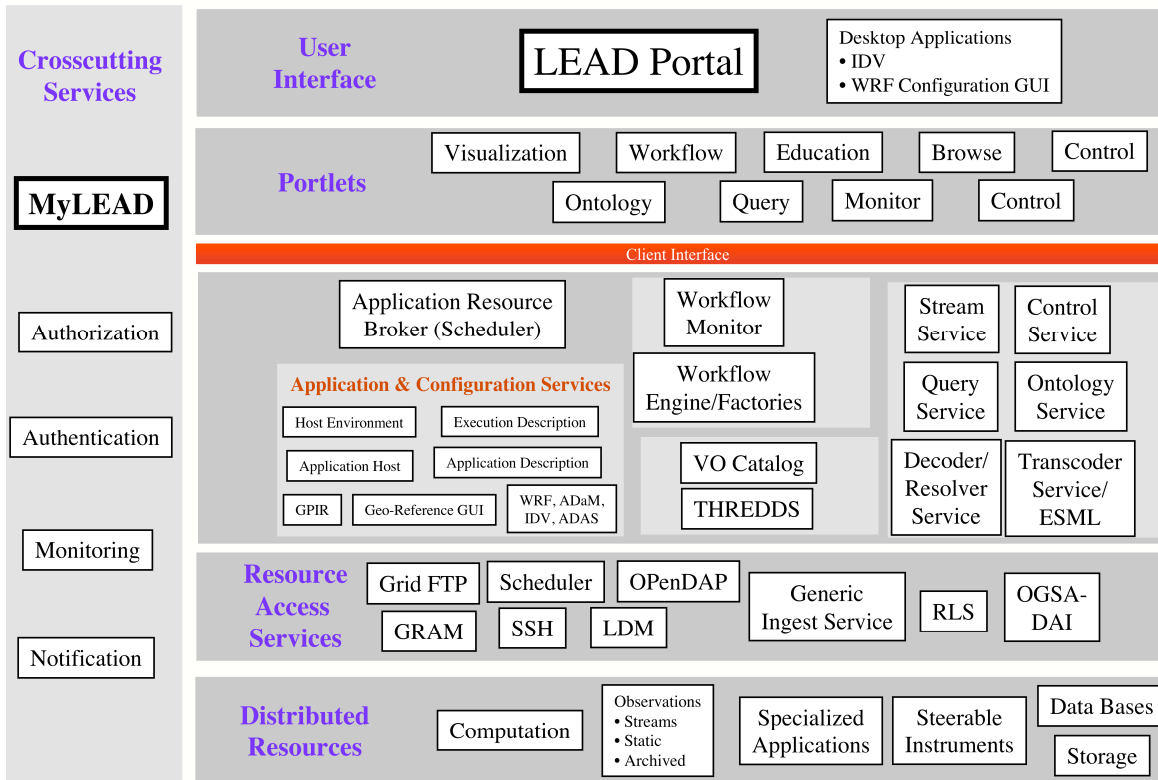 Crosscutting
Services
MyLEAD
Authorization
Authentication
Monitoring
Notification
User
Interface
LEAD Portal
Desktop Applications
• IDV
• WRF Configuration GUI
Portlets
Visualization
Workflow
Education
Browse
Control
Ontology
Query
Monitor
Control
Client Interface
Application Resource
Broker (Scheduler)
Application & Configuration Services
Host Environment
Execution Description
Application Host
Application Description
GPIR
Geo-Reference GUI
WRF, ADaM,
IDV, ADAS
Workflow
Monitor
Workflow
Engine/Factories
VO Catalog
THREDDS
Stream
Service
Control
Service
Query
Service
Ontology
Service
Decoder/
Resolver
Service
Transcoder
Service/
ESML
Resource
Access
Services
Grid FTP
Scheduler
OPenDAP
GRAM
SSH
LDM
Generic
Ingest Service
RLS
OGSA-
DAI
Distributed
Resources
Computation
Observations
• Streams
• Static
• Archived
Specialized
Applications
Steerable
Instruments
Data Bases
Storage